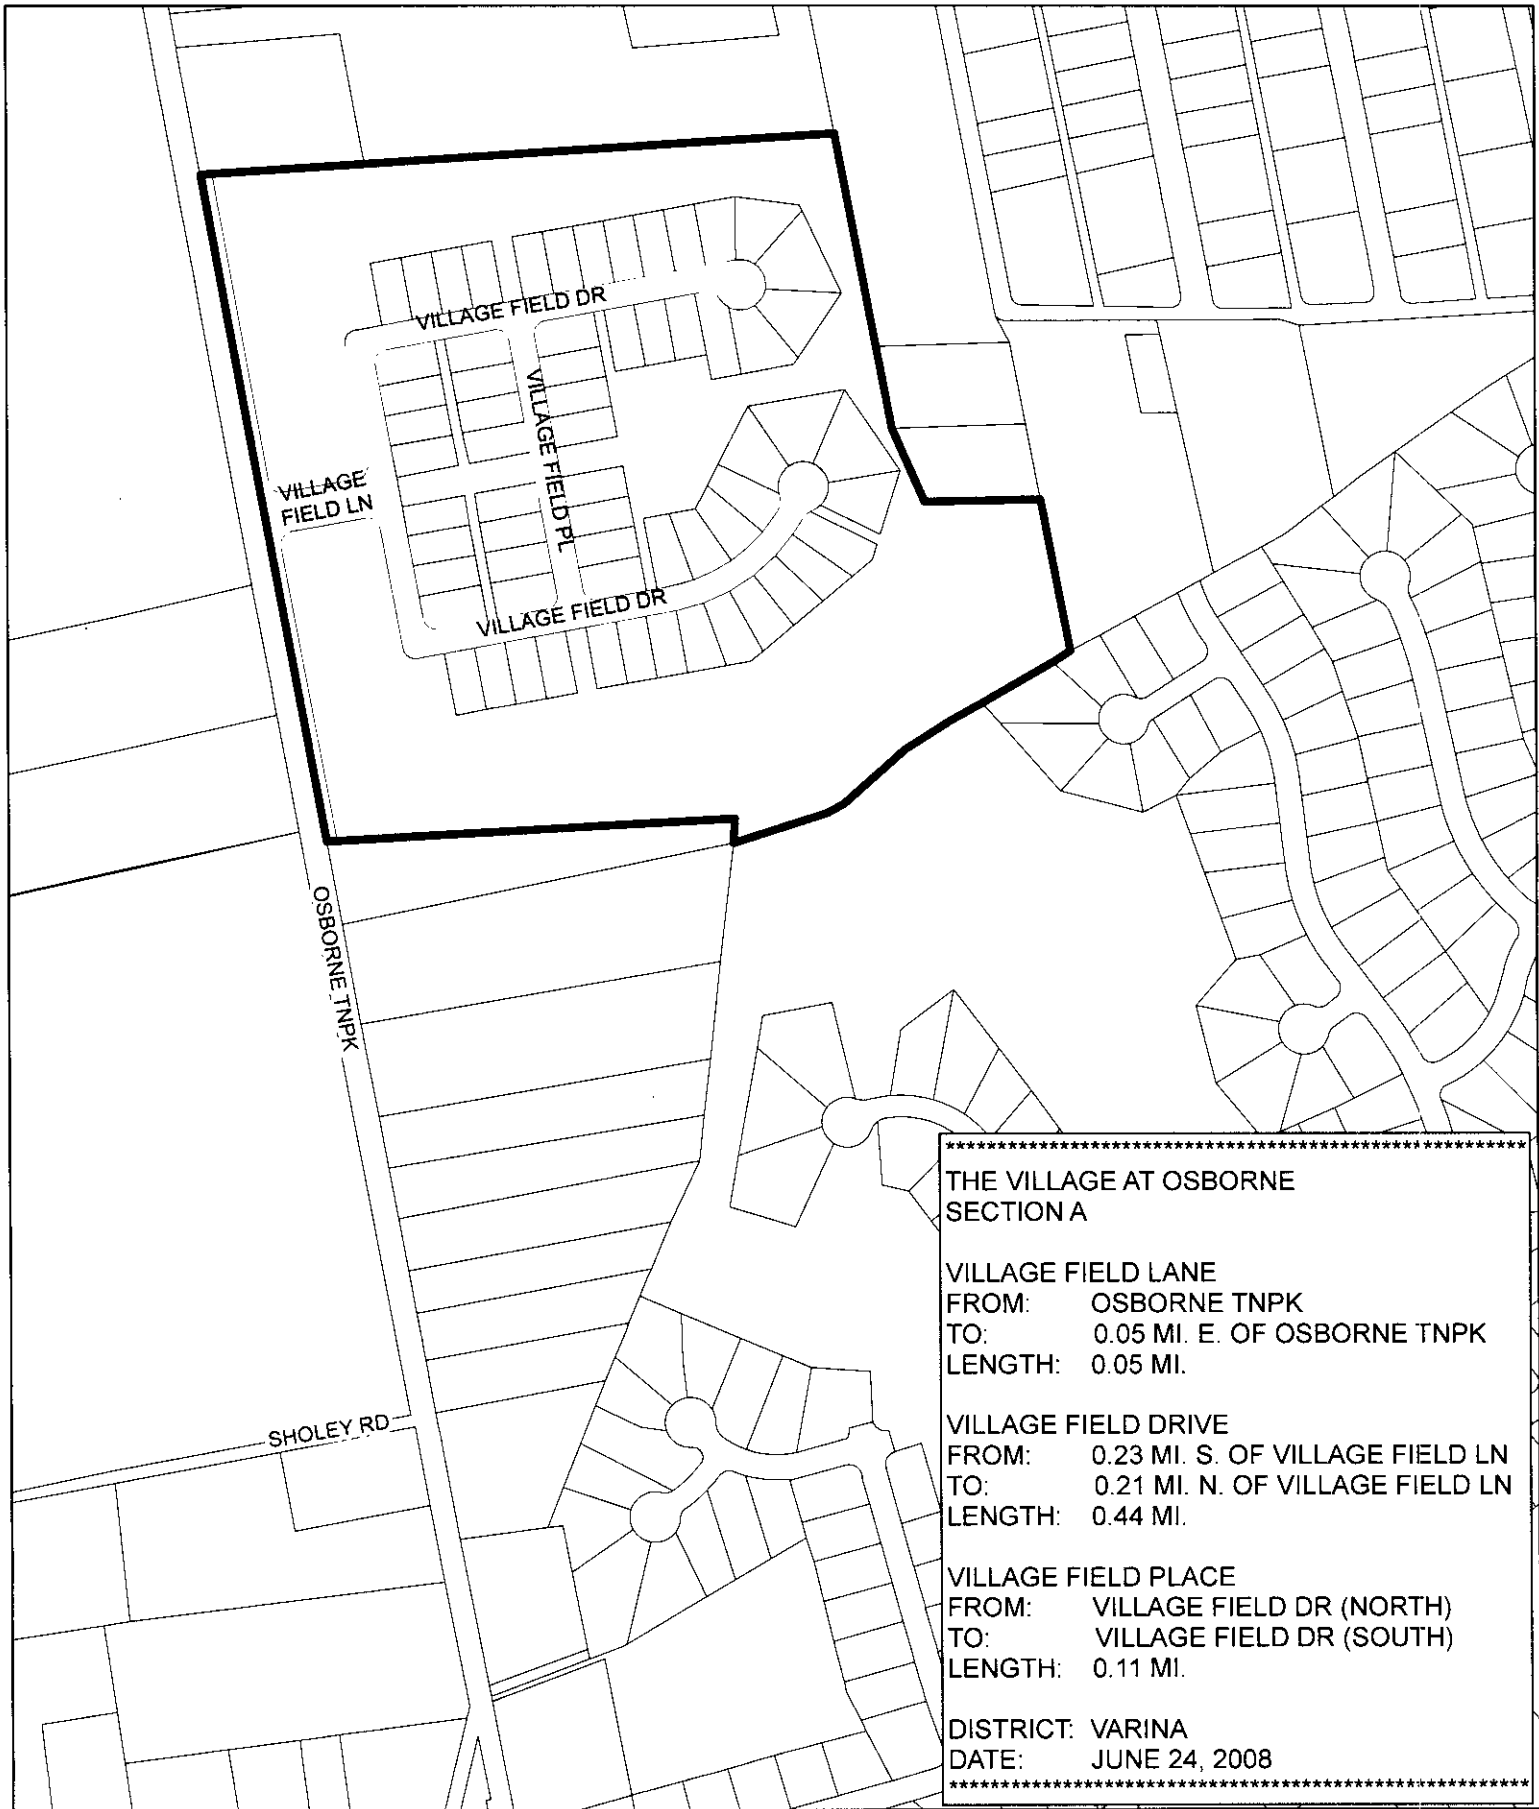 VILLAGE FIELD DR
VILLAGE FIELD PL
VILLAGE
FIELD LN
VILLAGE FIELD DR
OSBORNE TNPK
SHOLEY RD
THE VILLAGE AT OSBORNE
SECTION A
VILLAGE FIELD LANE
FROM: OSBORNE TNPK
TO: 0.05 MI. E. OF OSBORNE TNPK
LENGTH: 0.05 MI.
VILLAGE FIELD DRIVE
FROM: 0.23 MI. S. OF VILLAGE FIELD LN
TO: 0.21 MI. N. OF VILLAGE FIELD LN
LENGTH: 0.44 MI.
VILLAGE FIELD PLACE
FROM: VILLAGE FIELD DR (NORTH)
TO: VILLAGE FIELD DR (SOUTH)
LENGTH: 0.11 MI.
DISTRICT: VARINA
DATE: JUNE 24, 2008